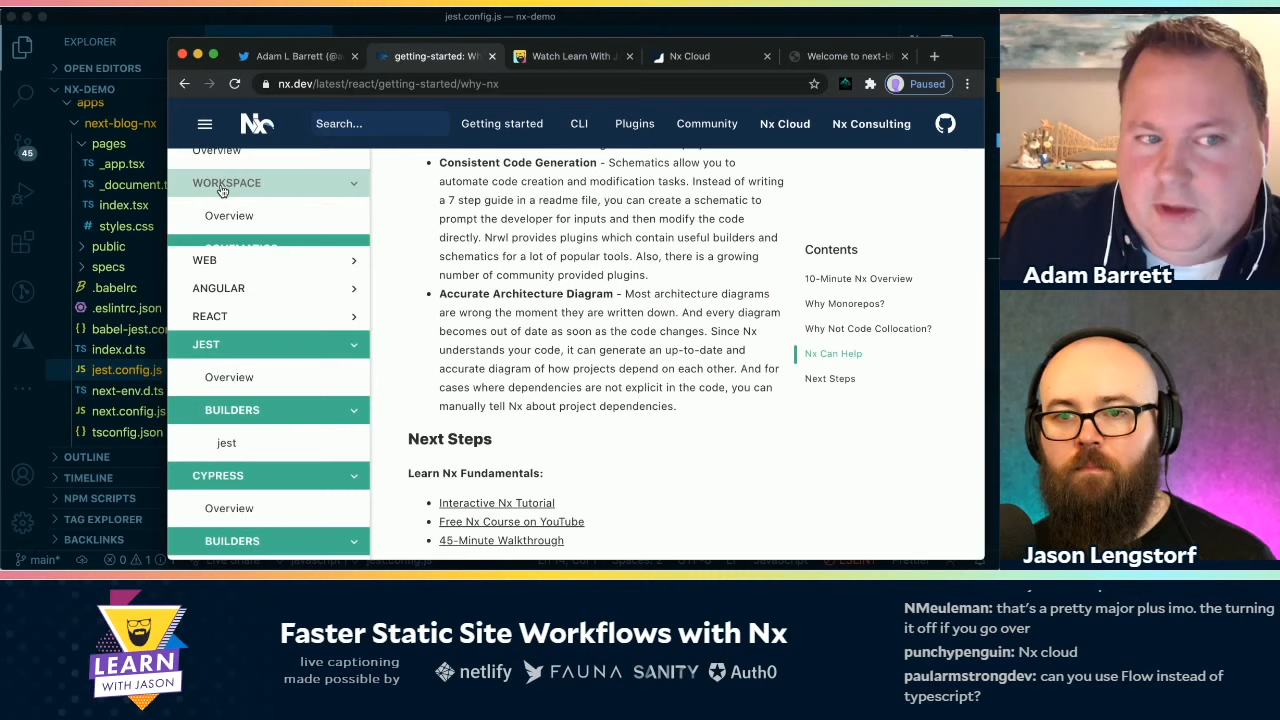 jest.config.js — nx-demo
EXPLORER
OPEN EDITORS
NX-DEMO
apps
next-blog-nx
pages
TS _app.tsx
TS _document.t
TS index.tsx
styles.css
public
specs
.babelrc
.eslintrc.json
{} babel-jest.co
TS index.d.ts
JS jest.config.js
TS next-env.d.ts
JS next.config.js
{} tsconfig.json
OUTLINE
TIMELINE
NPM SCRIPTS
TAG EXPLORER
BACKLINKS
45
main*
0 1
Adam L Barrett (@a
getting-started: Wh
Watch Learn With J
Nx Cloud
Welcome to next-bl
nx.dev/latest/react/getting-started/why-nx
Paused
Nx
Search...
Getting started
CLI
Plugins
Community
Nx Cloud
Nx Consulting
Overview
WORKSPACE
Overview
SCHEMATICS
WEB
ANGULAR
REACT
JEST
Overview
BUILDERS
jest
CYPRESS
Overview
BUILDERS
Consistent Code Generation - Schematics allow you to
automate code creation and modification tasks. Instead of writing
a 7 step guide in a readme file, you can create a schematic to
prompt the developer for inputs and then modify the code
directly. Nrwl provides plugins which contain useful builders and
schematics for a lot of popular tools. Also, there is a growing
number of community provided plugins.
Accurate Architecture Diagram - Most architecture diagrams
are wrong the moment they are written down. And every diagram
becomes out of date as soon as the code changes. Since Nx
understands your code, it can generate an up-to-date and
accurate diagram of how projects depend on each other. And for
cases where dependencies are not explicit in the code, you can
manually tell Nx about project dependencies.
Next Steps
Learn Nx Fundamentals:
Interactive Nx Tutorial
Free Nx Course on YouTube
45-Minute Walkthrough
Contents
10-Minute Nx Overview
Why Monorepos?
Why Not Code Collocation?
Nx Can Help
Next Steps
Adam Barrett
Jason Lengstorf
LEARN
WITH JASON
Faster Static Site Workflows with Nx
live captioning
made possible by
netlify
FAUNA
SANITY
Auth0
NMeuleman: that's a pretty major plus imo. the turning
it off if you go over
punchypenguin: Nx cloud
paularmstrongdev: can you use Flow instead of
typescript?